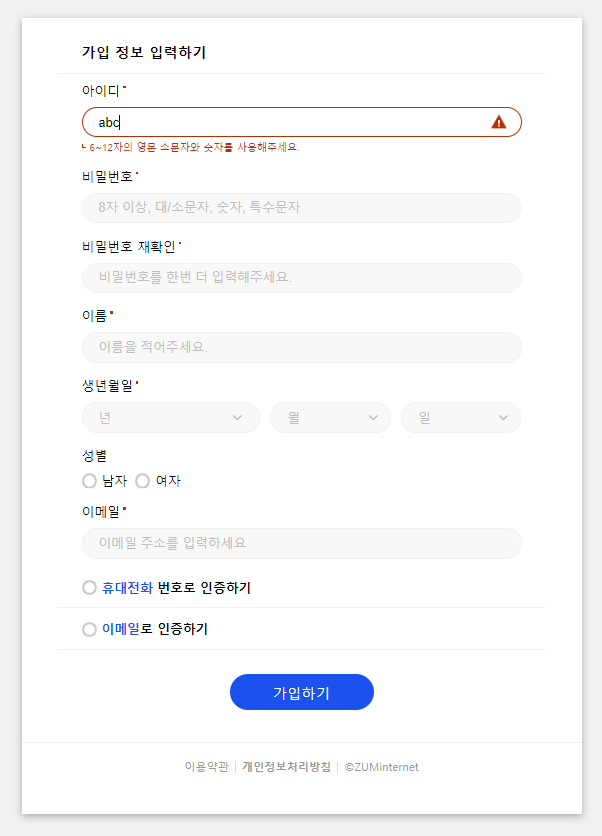 가입 정보 입력하기
아이디*
abc
6~12자의 영문 소문자와 숫자를 사용해주세요.
비밀번호*
8자 이상, 대/소문자, 숫자, 특수문자
비밀번호 재확인*
비밀번호를 한번 더 입력해주세요.
이름*
이름을 적어주세요.
생년월일*
년 월 일
성별
남자 여자
이메일*
이메일 주소를 입력하세요
휴대전화 번호로 인증하기
이메일로 인증하기
가입하기
이용약관 | 개인정보처리방침 | ©ZUMinternet